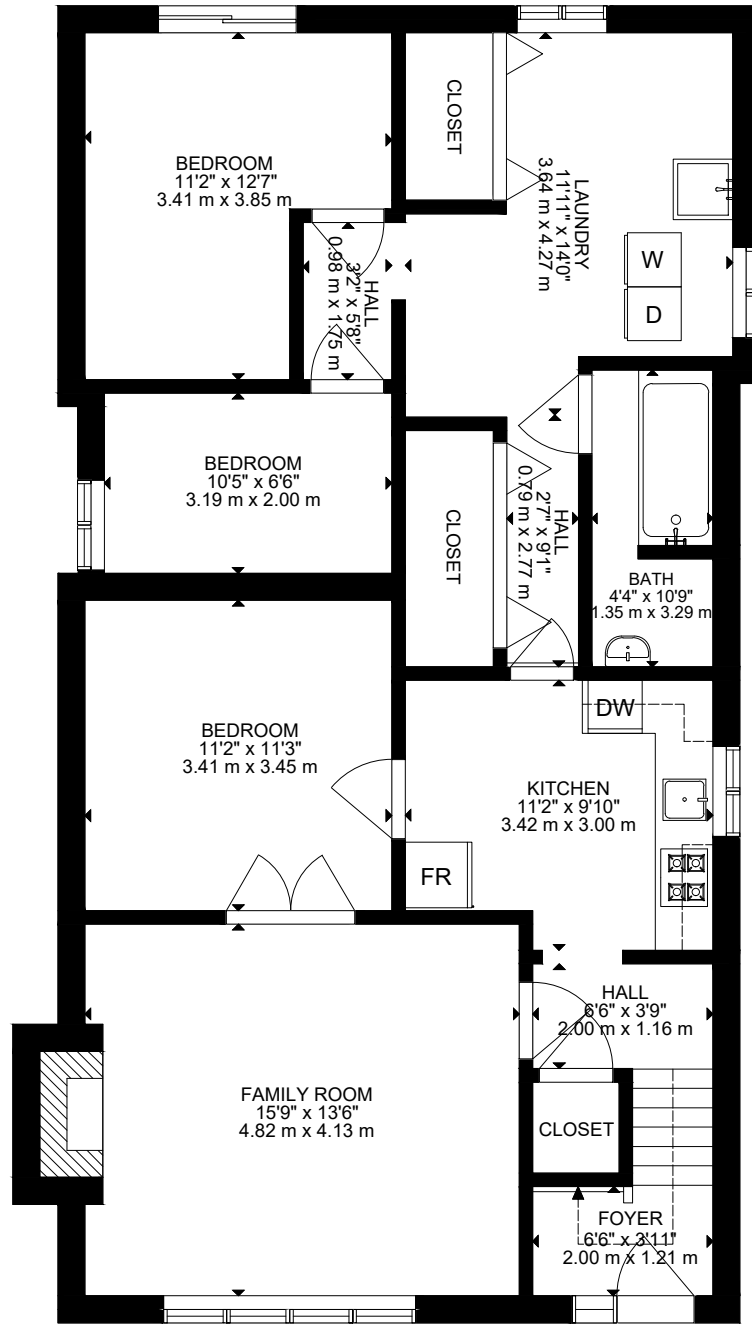 CLOSET
BEDROOM
11'2" x 12'7"
3.41 m x 3.85 m
LAUNDRY
11'11" x 14'0"
3.64 m x 4.27 m
HALL
3'2" x 5'8"
0.98 m x 1.75 m
W
D
BEDROOM
10'5" x 6'6"
3.19 m x 2.00 m
CLOSET
HALL
2'7" x 9'1"
0.79 m x 2.77 m
BATH
4'4" x 10'9"
1.35 m x 3.29 m
BEDROOM
11'2" x 11'3"
3.41 m x 3.45 m
DW
KITCHEN
11'2" x 9'10"
3.42 m x 3.00 m
FR
HALL
6'6" x 3'9"
2.00 m x 1.16 m
FAMILY ROOM
15'9" x 13'6"
4.82 m x 4.13 m
CLOSET
FOYER
6'6" x 3'11"
2.00 m x 1.21 m